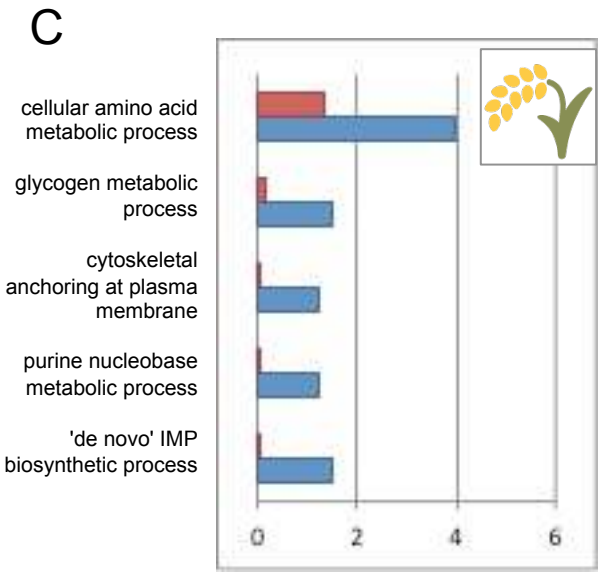 C
cellular amino acid
metabolic process
glycogen metabolic
process
cytoskeletal
anchoring at plasma
membrane
purine nucleobase
metabolic process
'de novo' IMP
biosynthetic process
0 2 4 6